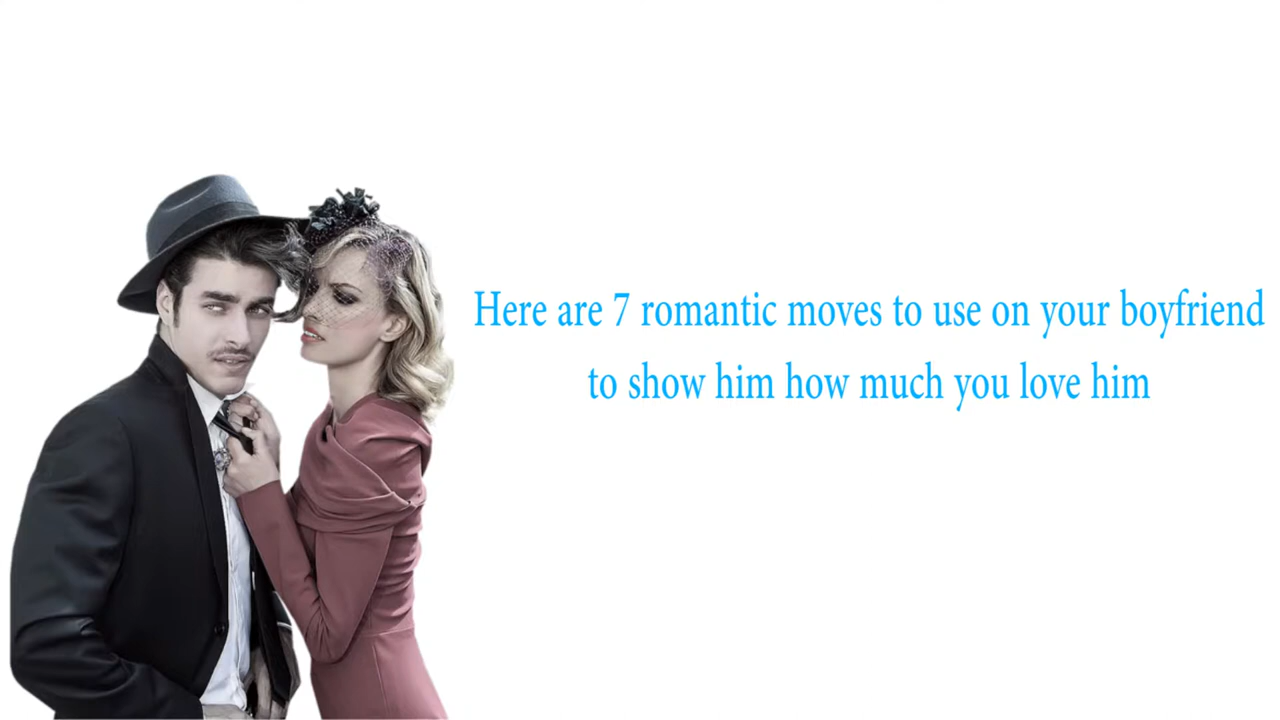 Here are 7 romantic moves to use on your boyfriend
to show him how much you love him